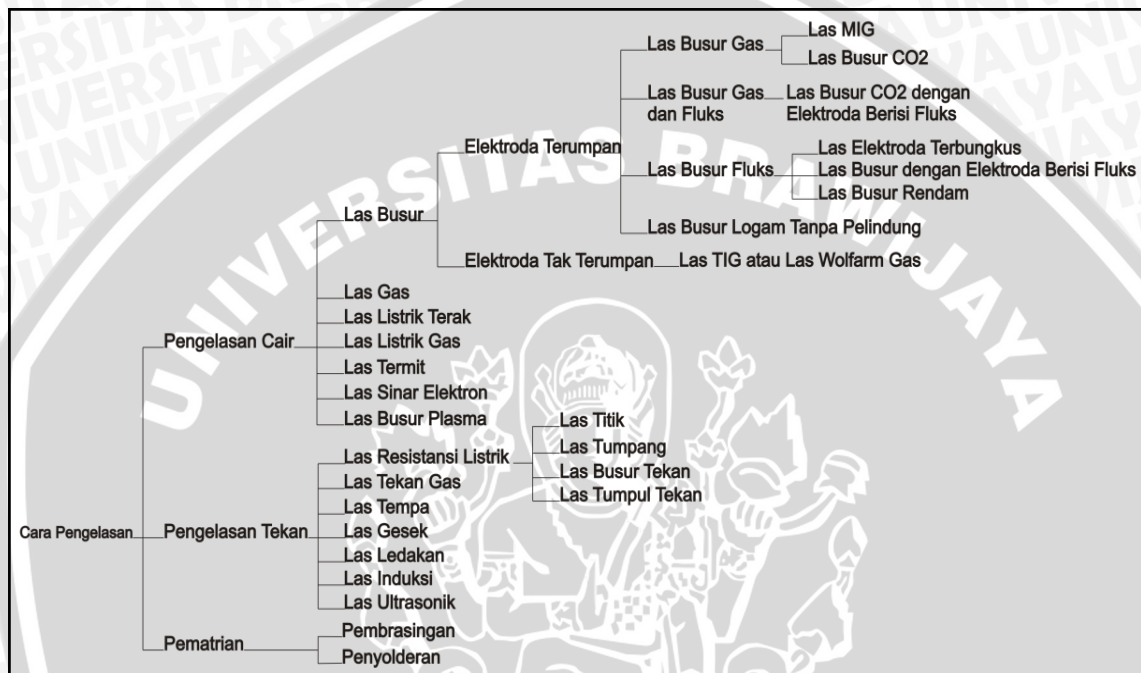 Las MIG
Las Busur Gas
Las Busur CO2
Las Busur Gas
dan Fluks
Las Busur CO2 dengan
Elektroda Berisi Fluks
Elektroda Terumpan
Las Elektroda Terbungkus
Las Busur Fluks
Las Busur dengan Elektroda Berisi Fluks
Las Busur Rendam
Las Busur
Las Busur Logam Tanpa Pelindung
Elektroda Tak Terumpan
Las TIG atau Las Wolfarm Gas
Las Gas
Las Listrik Terak
Pengelasan Cair
Las Listrik Gas
Las Termit
Las Sinar Elektron
Las Busur Plasma
Las Titik
Las Resistansi Listrik
Las Tumpang
Las Busur Tekan
Las Tumpul Tekan
Las Tekan Gas
Las Tempa
Cara Pengelasan
Pengelasan Tekan
Las Gesek
Las Ledakan
Las Induksi
Las Ultrasonik
Pematrian
Pembrasingan
Penyolderan
UNIVERSITAS BRAWIJAYA